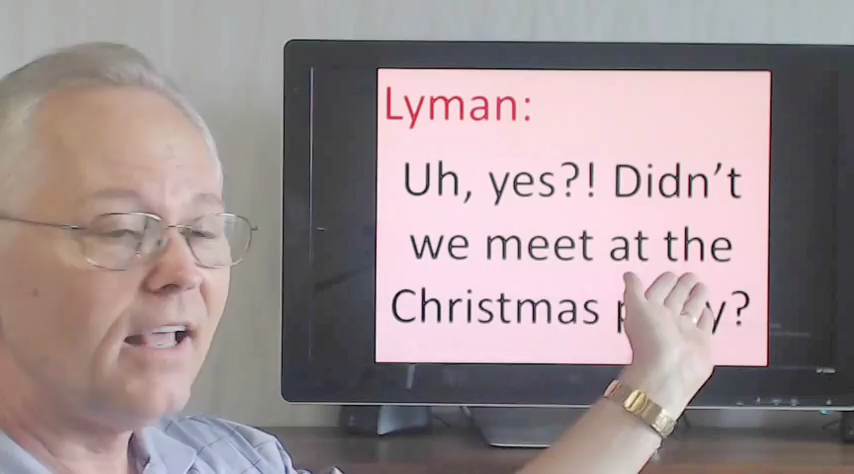 Lyman:
Uh, yes?! Didn't
we meet at the
Christmas ?